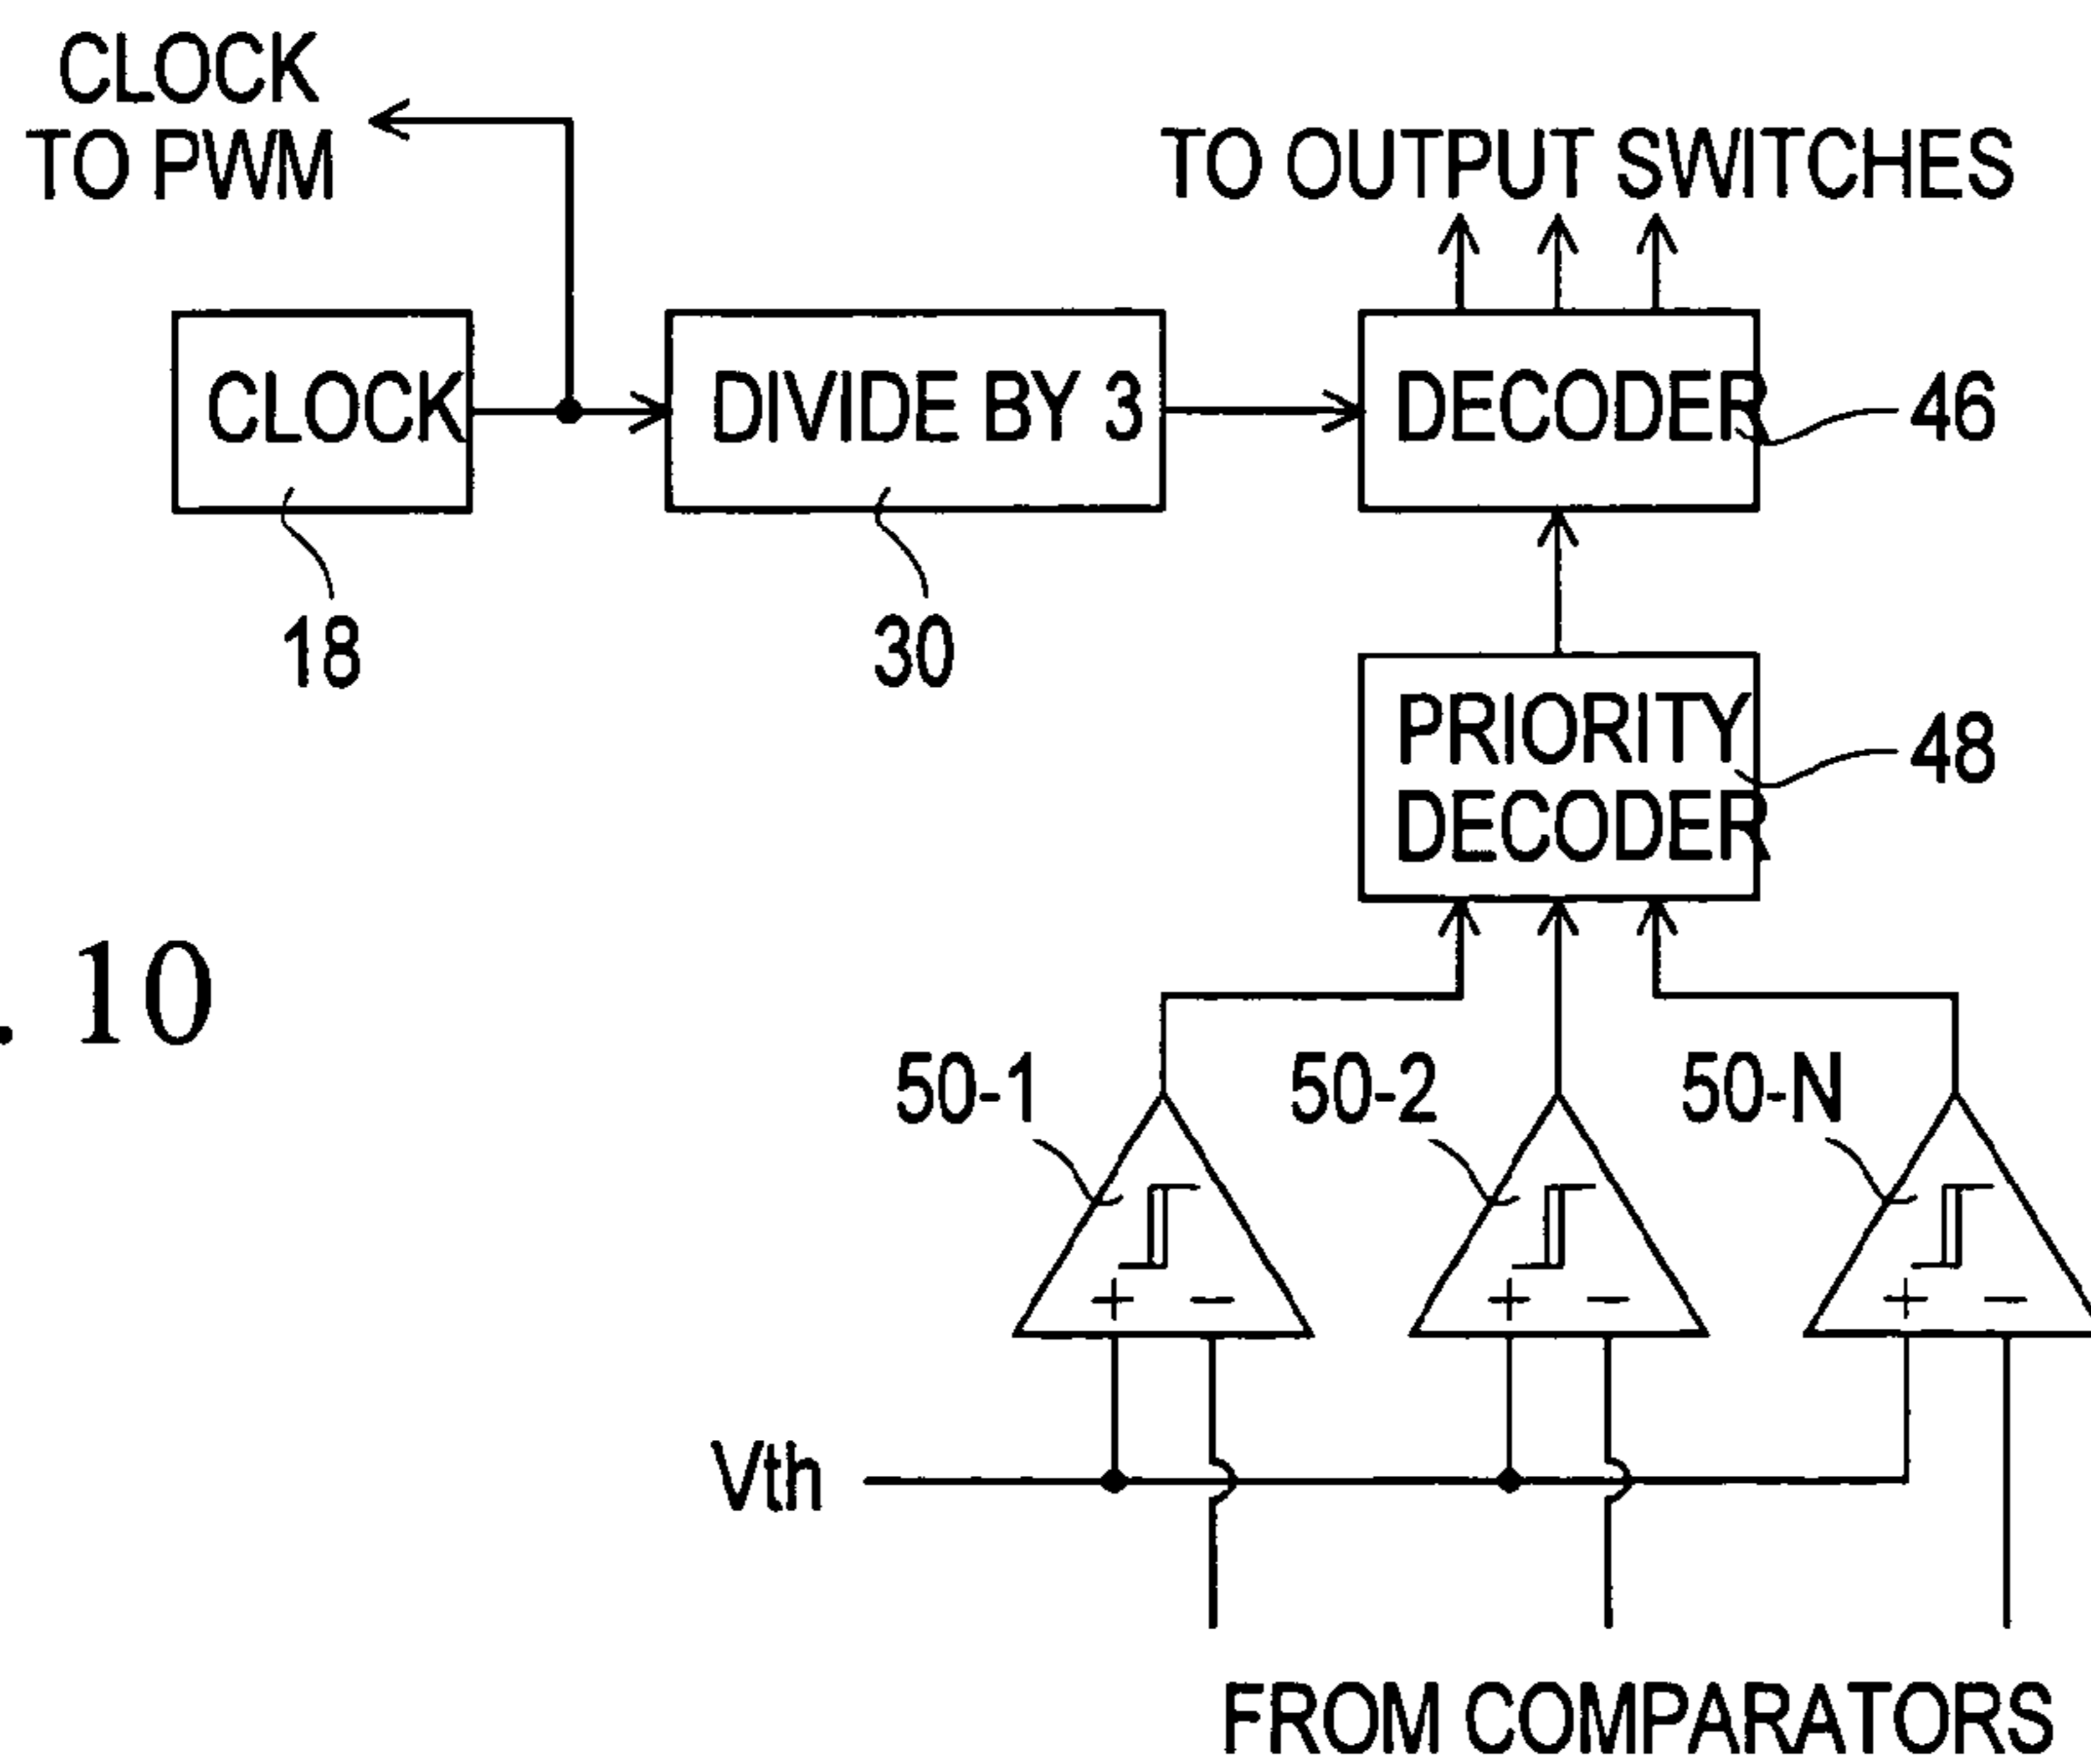 CLOCK
TO PWM
TO OUTPUT SWITCHES
CLOCK
DIVIDE BY 3
DECODER
46
18
30
PRIORITY
DECODER
48
. 10
50-1
50-2
50-N
+ -
+ -
+ -
Vth
FROM COMPARATORS